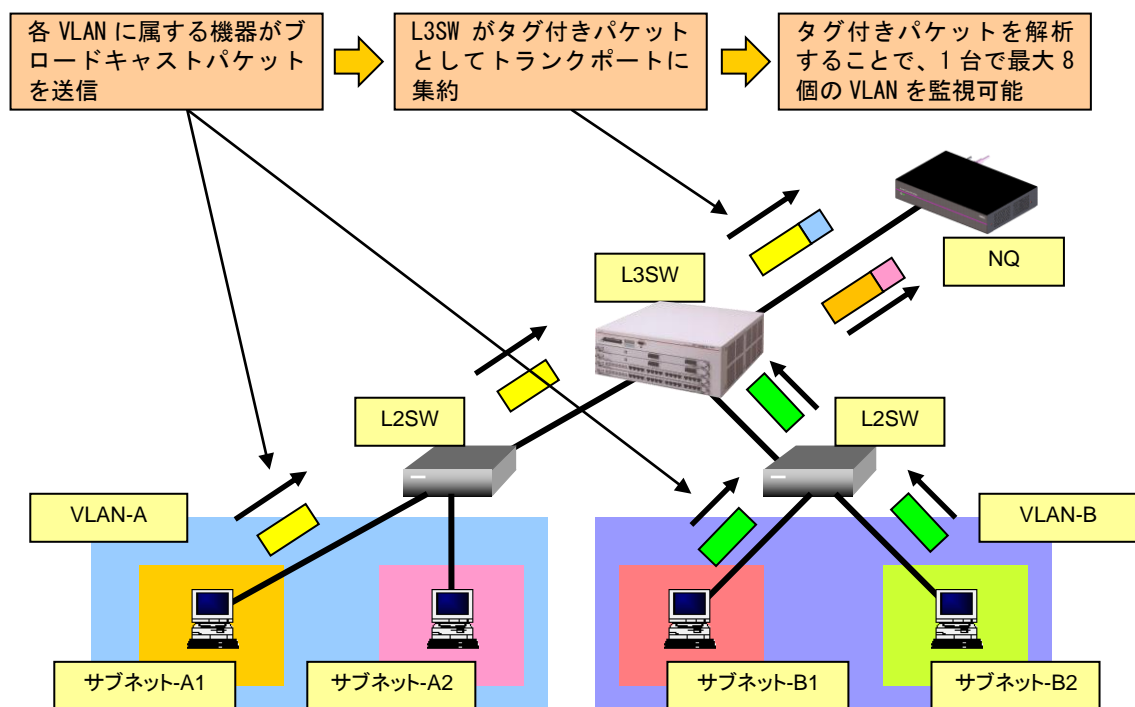 各 VLAN に属する機器がブ
ロードキャストパケット
を送信
L3SW がタグ付きパケット
としてトランクポートに
集約
タグ付きパケットを解析
することで、1 台で最大 8
個の VLAN を監視可能
NQ
L3SW
L2SW
L2SW
VLAN-A
VLAN-B
サブネット-A1
サブネット-A2
サブネット-B1
サブネット-B2